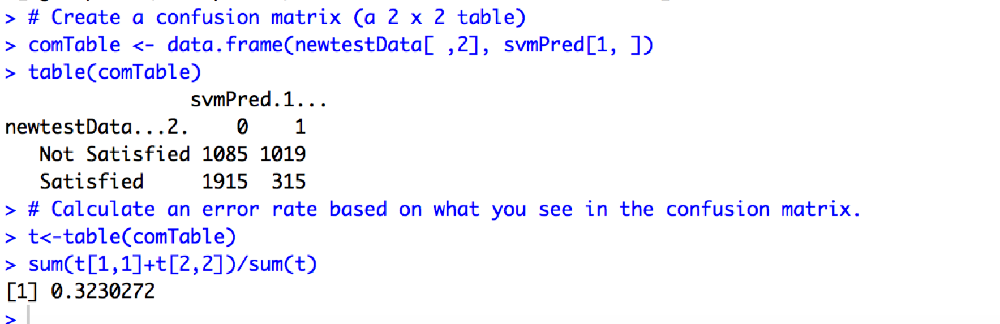 > # Create a confusion matrix (a 2 x 2 table)
> comTable <- data.frame(newtestData[ ,2], svmPred[1, ])
> table(comTable)
                svmPred.1...
newtestData...2.    0    1
   Not Satisfied 1085 1019
   Satisfied     1915  315
> # Calculate an error rate based on what you see in the confusion matrix.
> t<-table(comTable)
> sum(t[1,1]+t[2,2])/sum(t)
[1] 0.3230272
>